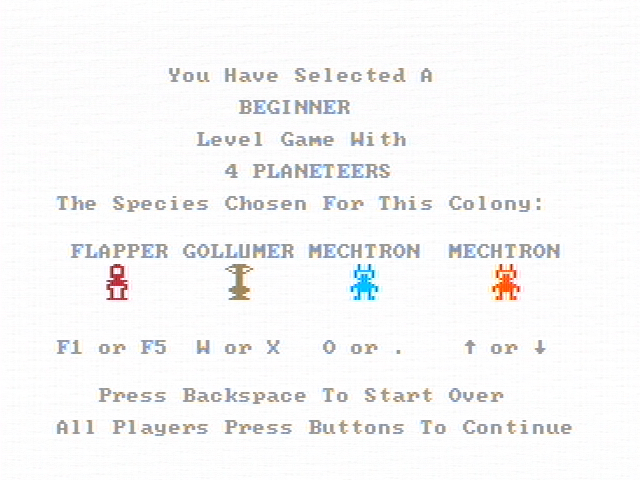 You Have Selected A
BEGINNER
Level Game With
4 PLANETEERS
The Species Chosen For This Colony:
FLAPPER GOLLUMER MECHTRON MECHTRON
F1 or F5 W or X O or . ↑ or ↓
Press Backspace To Start Over
All Players Press Buttons To Continue